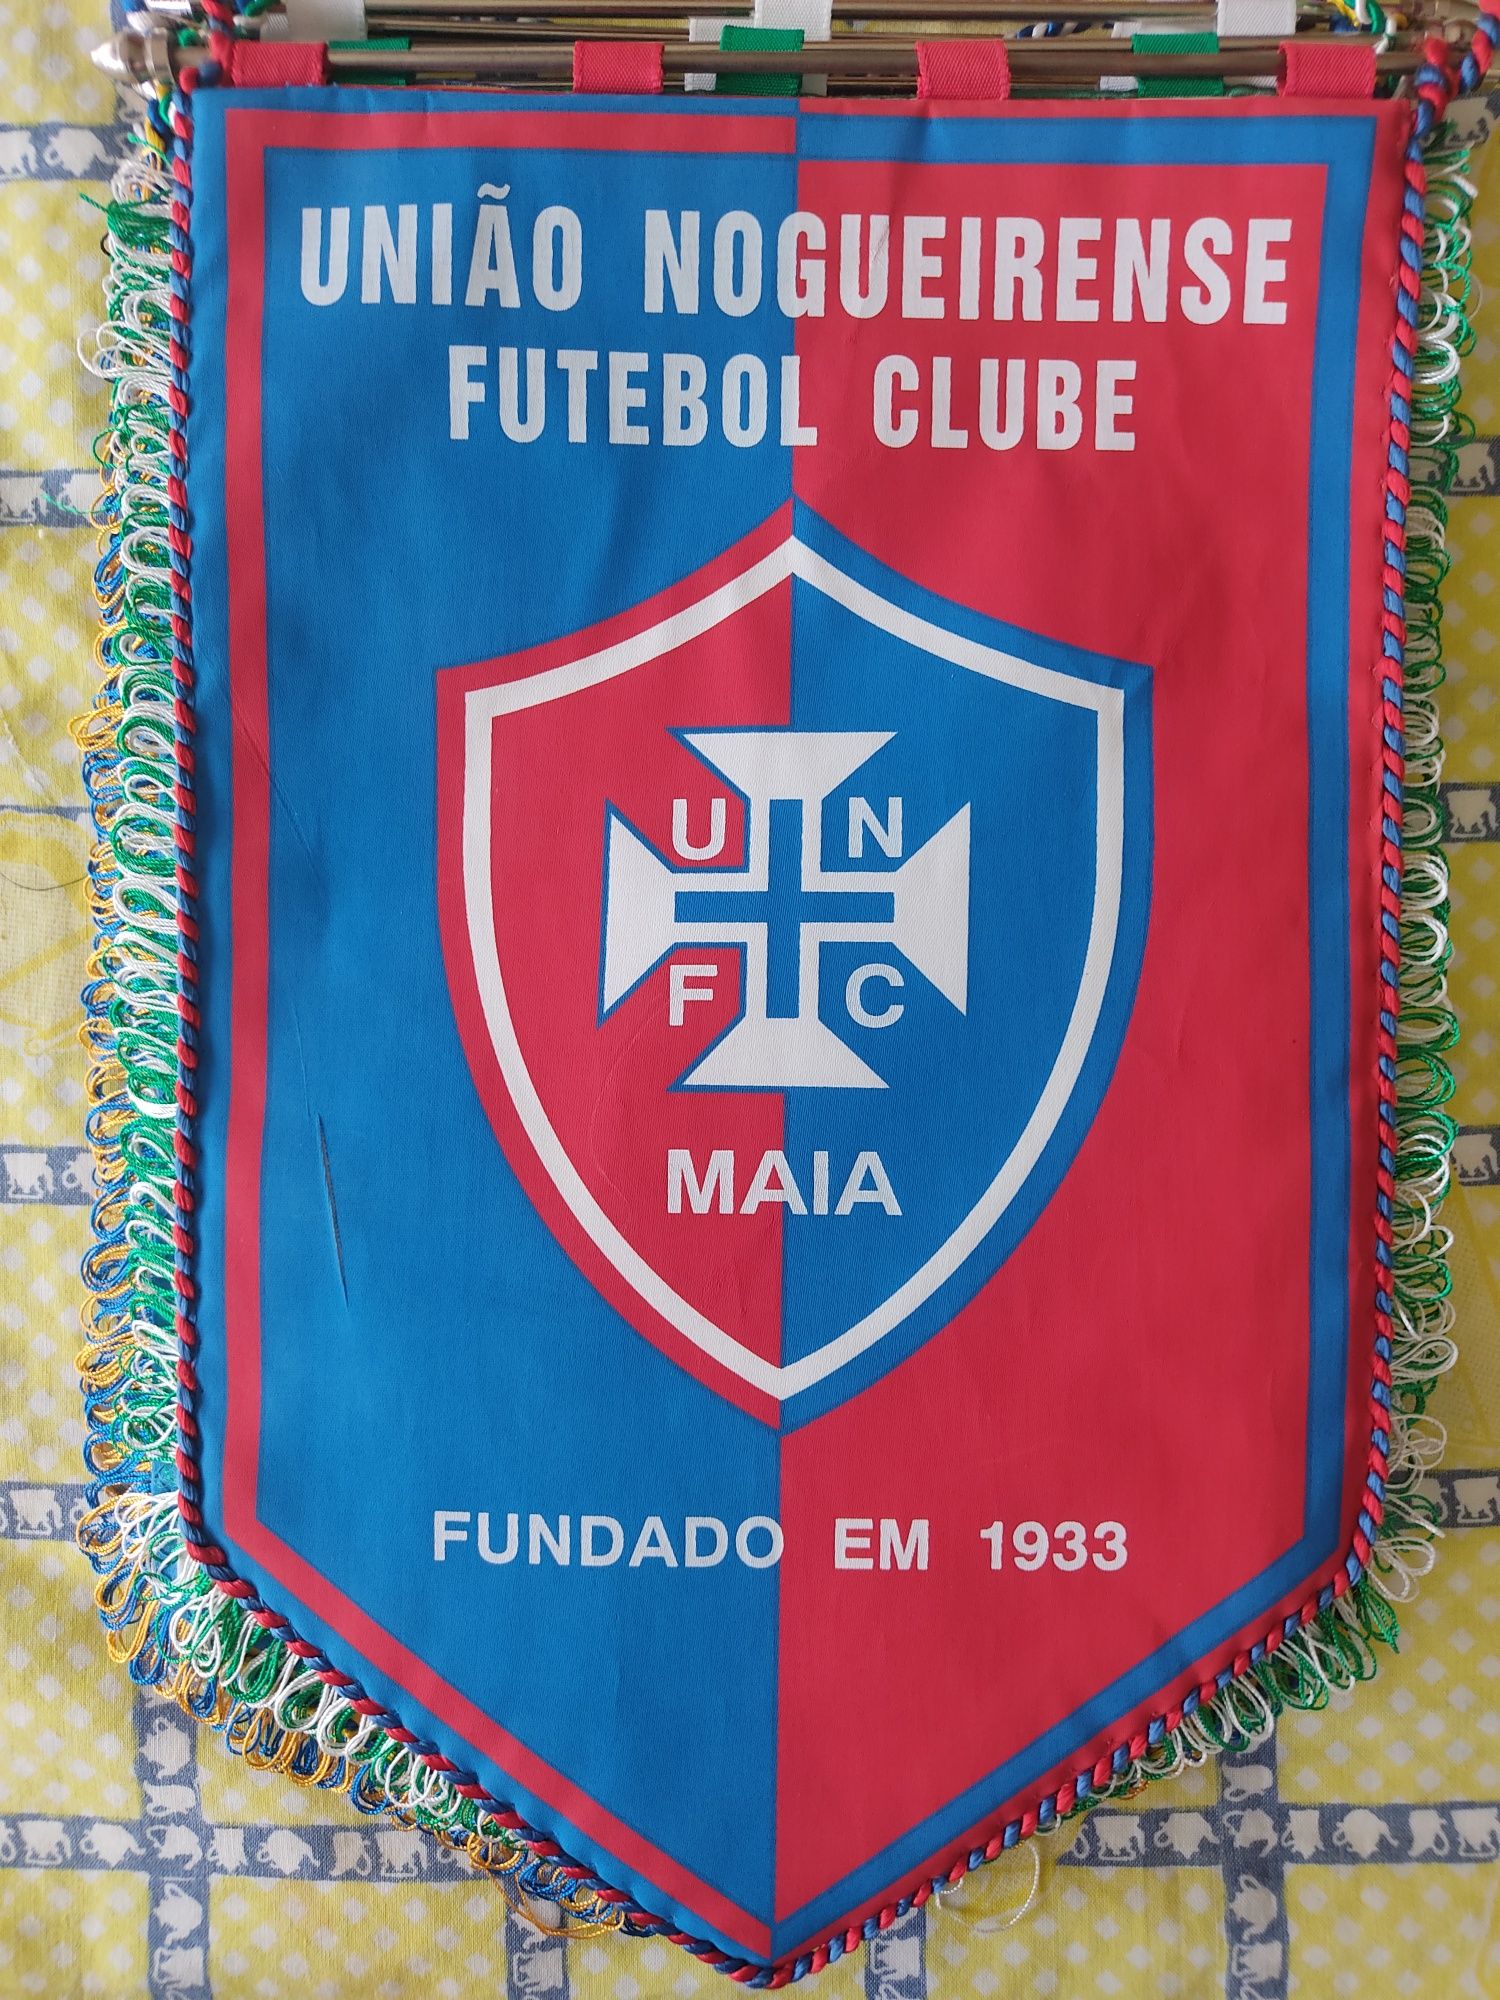 UNIÃO NOGUEIRENSE
FUTEBOL CLUBE
U N
F C
MAIA
FUNDADO EM 1933